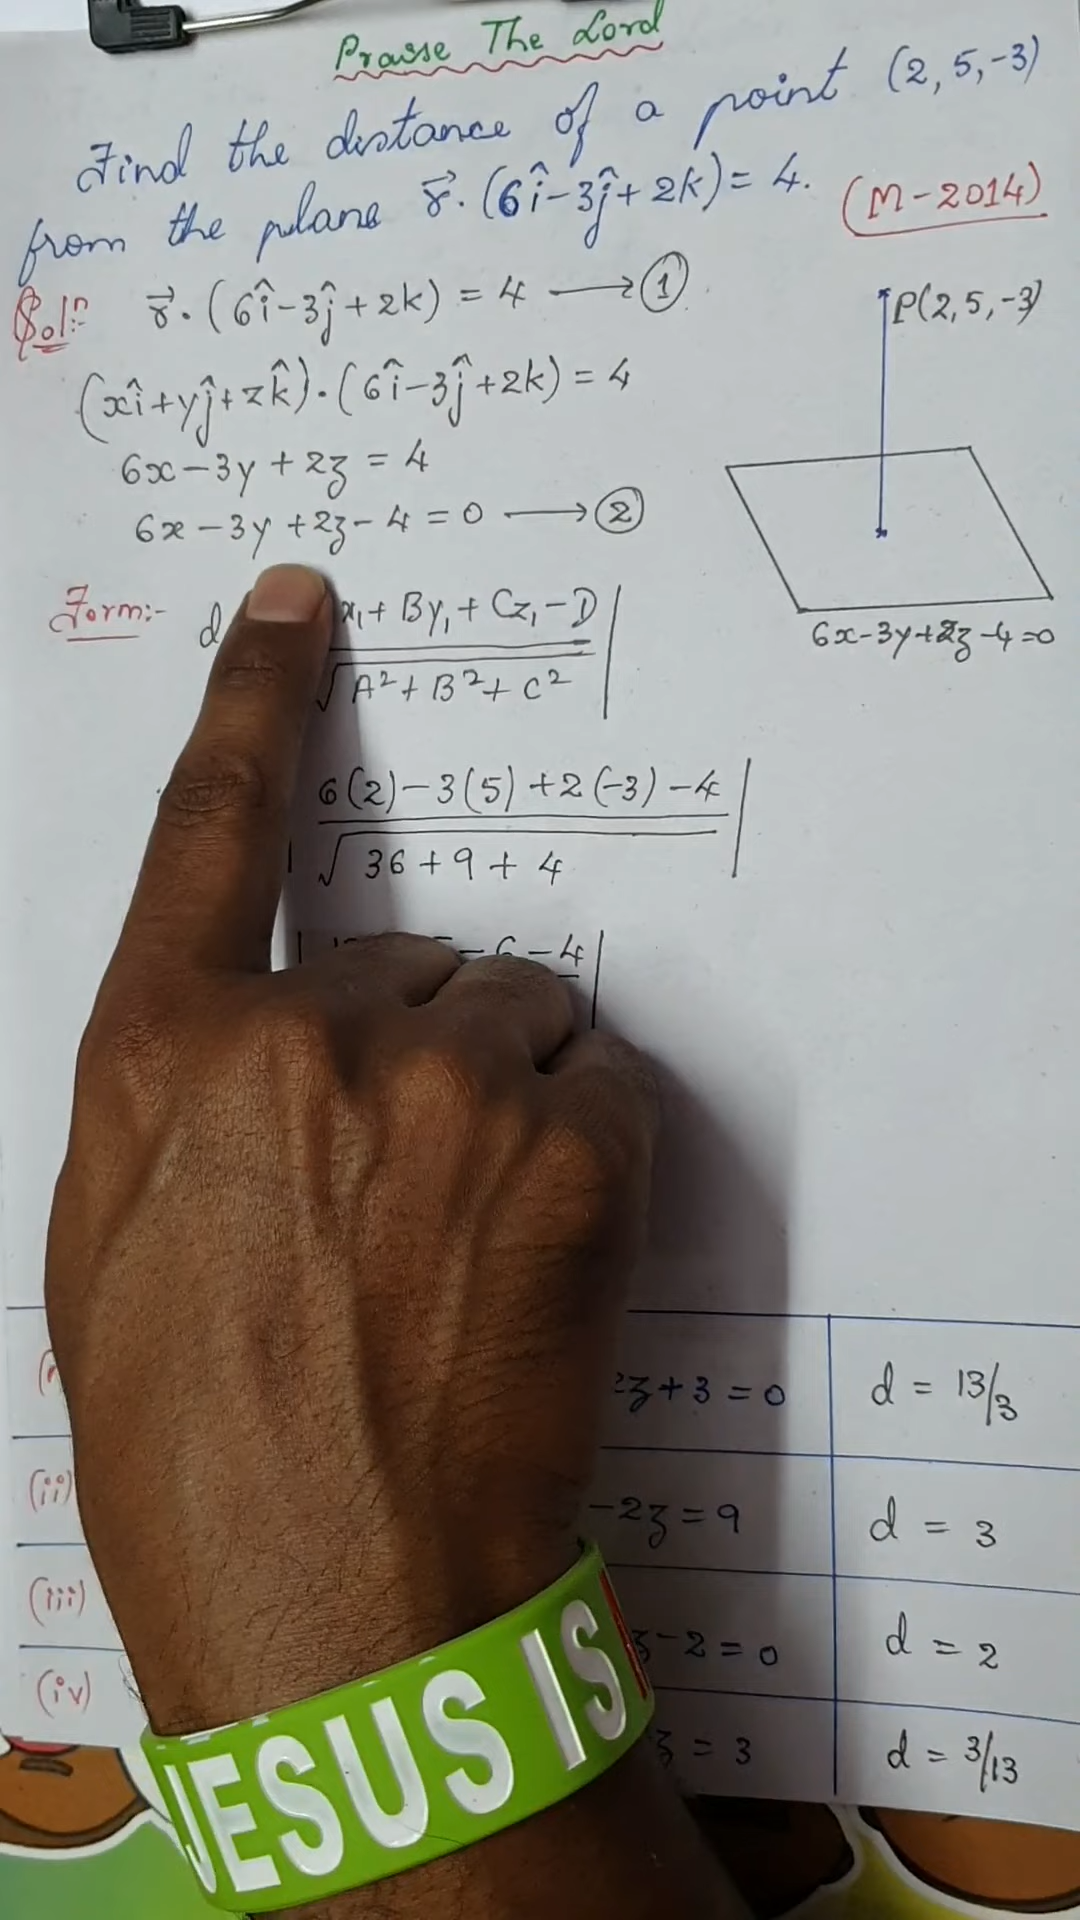 Praise The Lord
Find the distance of a point (2, 5, -3)
from the plane r⃗. (6î - 3ĵ + 2k) = 4. (M-2014)
Soln:- r⃗. (6î - 3ĵ + 2k) = 4 → ①
P(2, 5, -3)
(xî + yĵ + zk̂) . (6î - 3ĵ + 2k) = 4
6x - 3y + 2z = 4
6x - 3y + 2z - 4 = 0 → ②
6x - 3y + 2z - 4 = 0
Form:- d x₁ + By₁ + Cz₁ - D |
√A² + B² + C²
6(2) - 3(5) + 2(-3) - 4 |
√36 + 9 + 4
- 6 - 4 |
2z + 3 = 0 d = 13/3
(ii) - 2z = 9 d = 3
(iii) z - 2 = 0 d = 2
(iv) z = 3 d = 3/13
JESUS IS